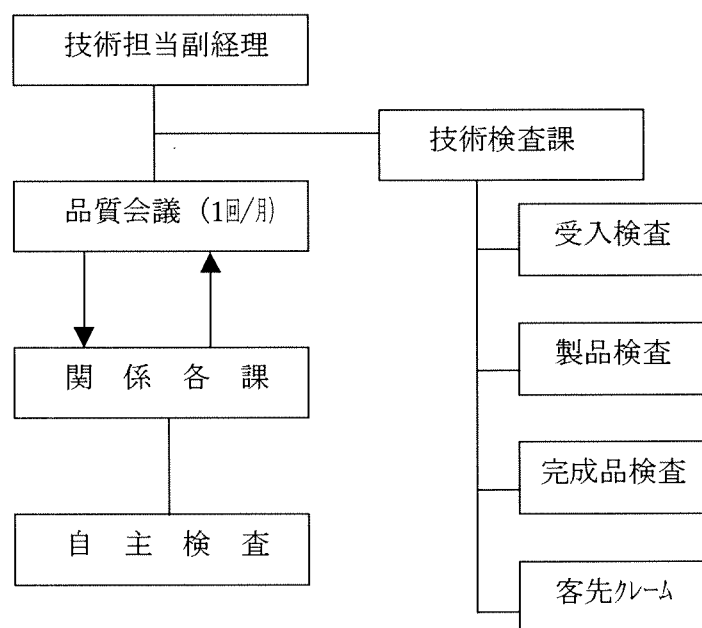 技術担当副経理
技術検査課
品質会議（1回/月）
受入検査
製品検査
関 係 各 課
完成品検査
自 主 検 査
客先ｸﾚｰﾑ